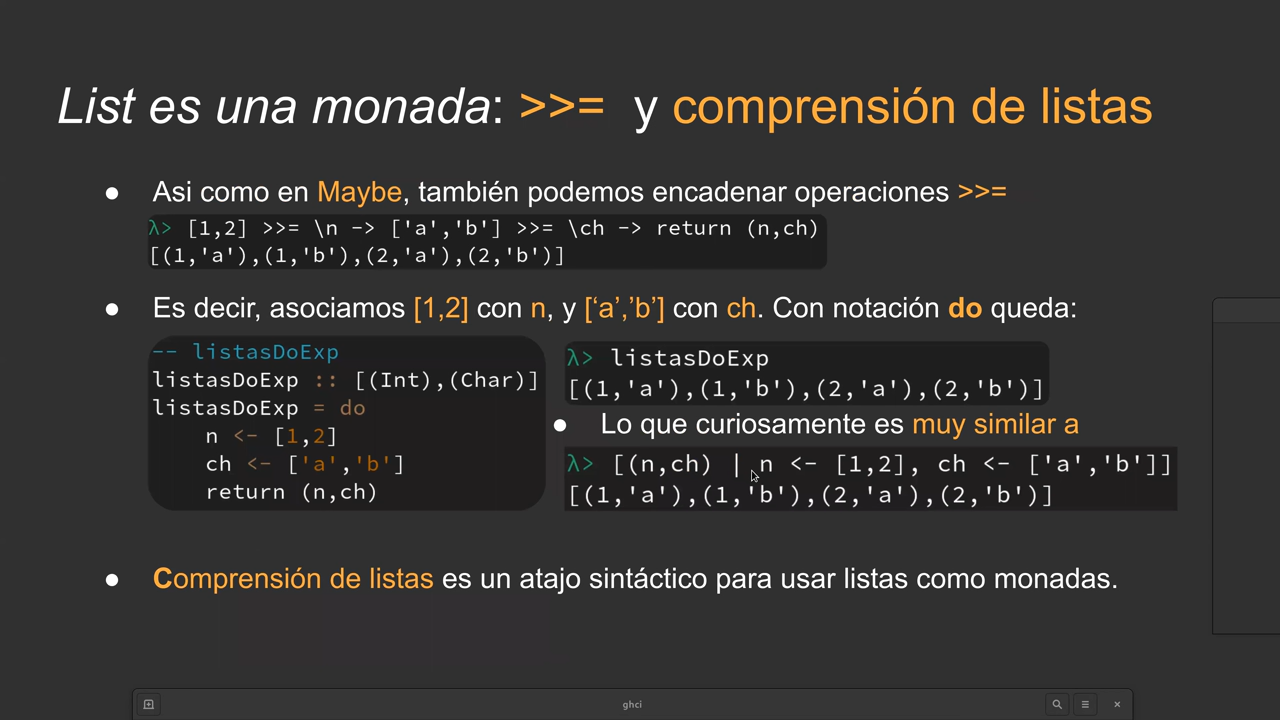 List es una monada: >>= y comprensión de listas
● Asi como en Maybe, también podemos encadenar operaciones >>=
λ> [1,2] >>= \n -> ['a','b'] >>= \ch -> return (n,ch)
[(1,'a'),(1,'b'),(2,'a'),(2,'b')]
● Es decir, asociamos [1,2] con n, y [‘a’,’b’] con ch. Con notación do queda:
-- listasDoExp
listasDoExp :: [(Int),(Char)]
listasDoExp = do
n <- [1,2]
ch <- ['a','b']
return (n,ch)
λ> listasDoExp
[(1,'a'),(1,'b'),(2,'a'),(2,'b')]
● Lo que curiosamente es muy similar a
λ> [(n,ch) | n <- [1,2], ch <- ['a','b']]
[(1,'a'),(1,'b'),(2,'a'),(2,'b')]
● Comprensión de listas es un atajo sintáctico para usar listas como monadas.
ghci